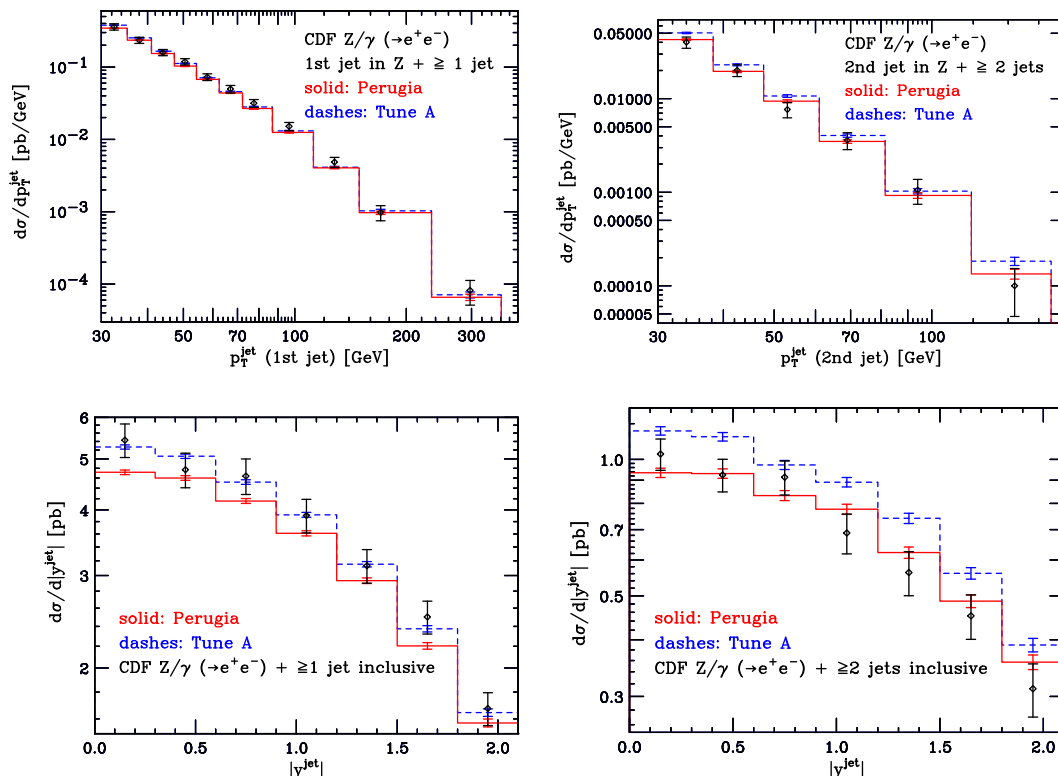 CDF Z/γ (→e⁺e⁻)
1st jet in Z + ≧ 1 jet
solid: Perugia
dashes: Tune A
10⁻¹
10⁻²
10⁻³
10⁻⁴
dσ/dp_T^jet [pb/GeV]
30 50 70 100 200 300
p_T^jet (1st jet) [GeV]
CDF Z/γ (→e⁺e⁻)
2nd jet in Z + ≧ 2 jets
solid: Perugia
dashes: Tune A
0.05000
0.01000
0.00500
0.00100
0.00050
0.00010
0.00005
dσ/dp_T^jet [pb/GeV]
30 50 70 100
p_T^jet (2nd jet) [GeV]
6
5
4
3
2
dσ/d|y^jet| [pb]
solid: Perugia
dashes: Tune A
CDF Z/γ (→e⁺e⁻) + ≧1 jet inclusive
0.0 0.5 1.0 1.5 2.0
|y^jet|
1.0
0.7
0.5
0.3
dσ/d|y^jet| [pb]
solid: Perugia
dashes: Tune A
CDF Z/γ (→e⁺e⁻) + ≧2 jets inclusive
0.0 0.5 1.0 1.5 2.0
|y^jet|